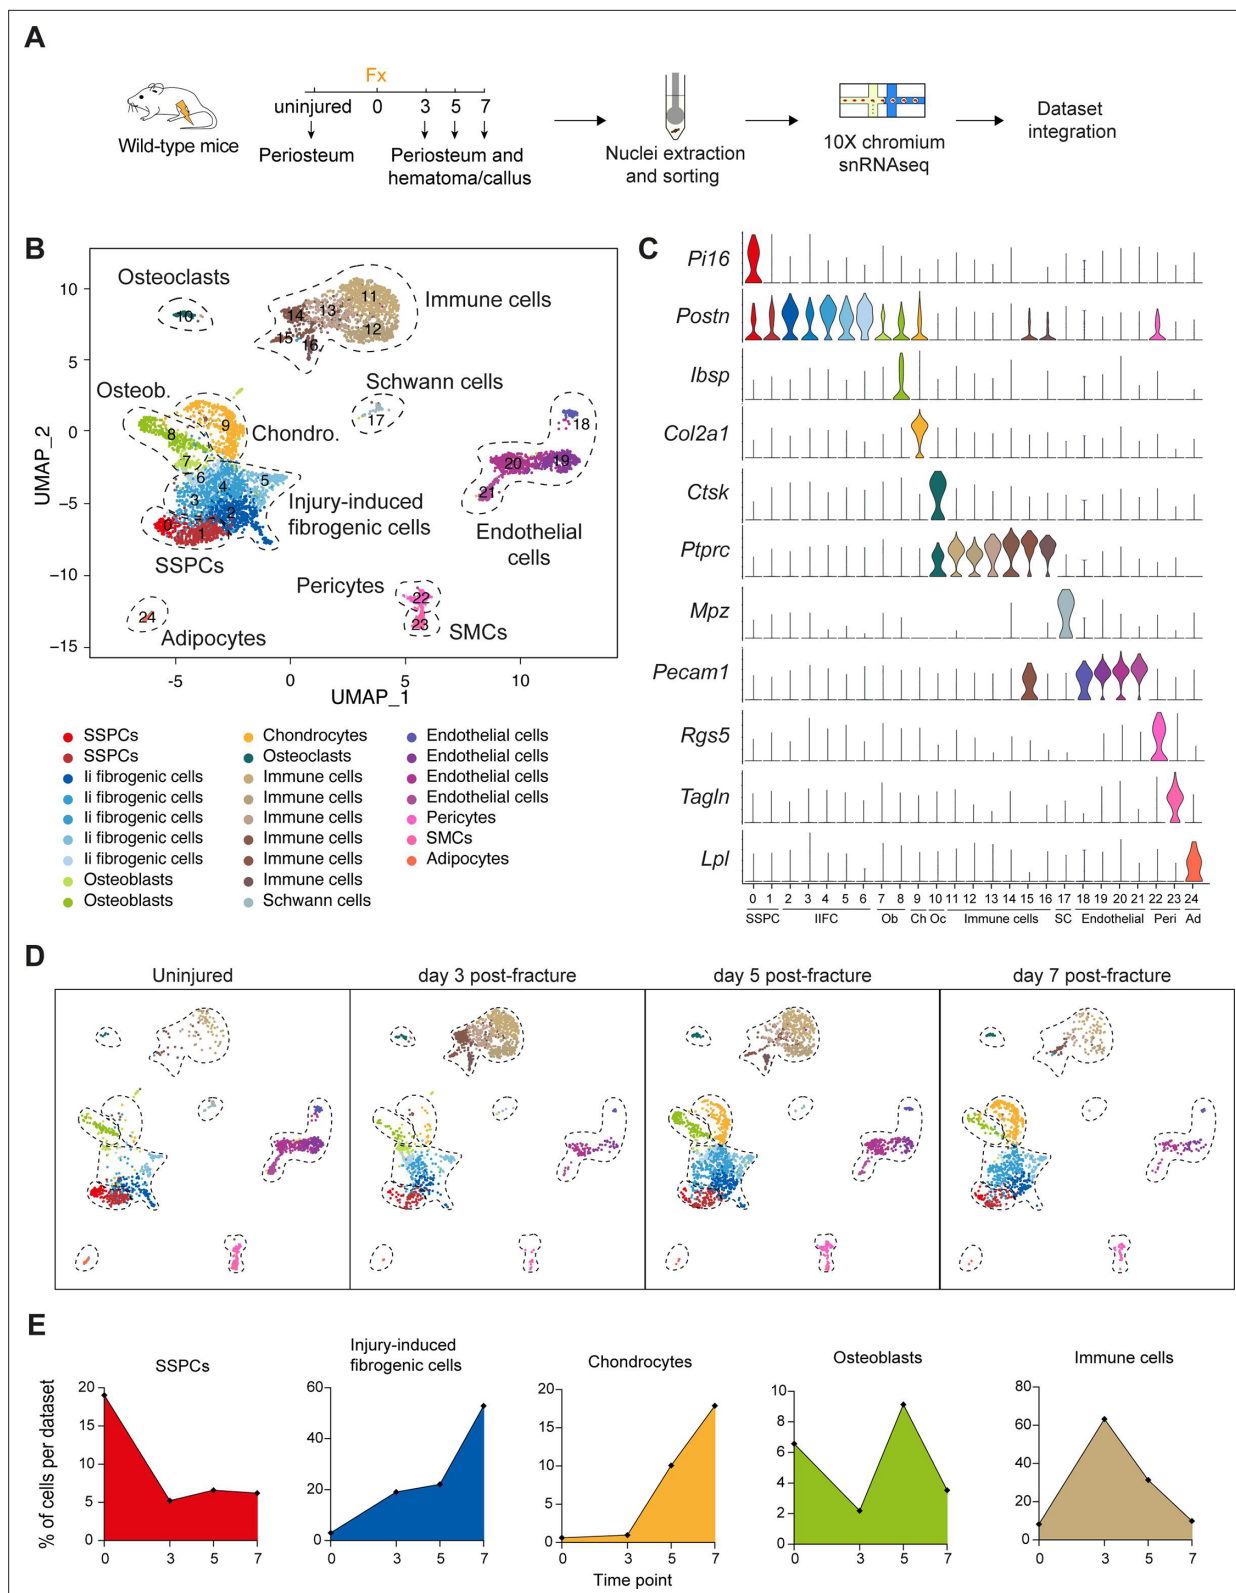 A
Fx
uninjured 0 3 5 7
Wild-type mice
Periosteum
Periosteum and
hematoma/callus
Nuclei extraction
and sorting
10X chromium
snRNAseq
Dataset
integration
B
UMAP_2
10
5
0
−5
−10
−15
-5 0 5 10
UMAP_1
Osteoclasts
Immune cells
Osteob.
Schwann cells
Chondro.
Injury-induced
fibrogenic cells
Endothelial
cells
SSPCs
Pericytes
SMCs
Adipocytes
10
11
13
14
12
15
16
17
18
9
8
7
6
5
4
3
2
0
1
20
19
21
22
23
24
SSPCs
SSPCs
Ii fibrogenic cells
Ii fibrogenic cells
Ii fibrogenic cells
Ii fibrogenic cells
Ii fibrogenic cells
Osteoblasts
Osteoblasts
Chondrocytes
Osteoclasts
Immune cells
Immune cells
Immune cells
Immune cells
Immune cells
Immune cells
Schwann cells
Endothelial cells
Endothelial cells
Endothelial cells
Endothelial cells
Pericytes
SMCs
Adipocytes
C
Pi16
Postn
Ibsp
Col2a1
Ctsk
Ptprc
Mpz
Pecam1
Rgs5
Tagln
Lpl
0 1 2 3 4 5 6 7 8 9 10 11 12 13 14 15 16 17 18 19 20 21 22 23 24
SSPC IIFC Ob Ch Oc Immune cells SC Endothelial Peri Ad
D
Uninjured
day 3 post-fracture
day 5 post-fracture
day 7 post-fracture
E
% of cells per dataset
SSPCs
20
15
10
5
0
0 3 5 7
Injury-induced
fibrogenic cells
60
40
20
0
0 3 5 7
Chondrocytes
20
15
10
5
0
0 3 5 7
Osteoblasts
10
8
6
4
2
0
0 3 5 7
Immune cells
80
60
40
20
0
0 3 5 7
Time point